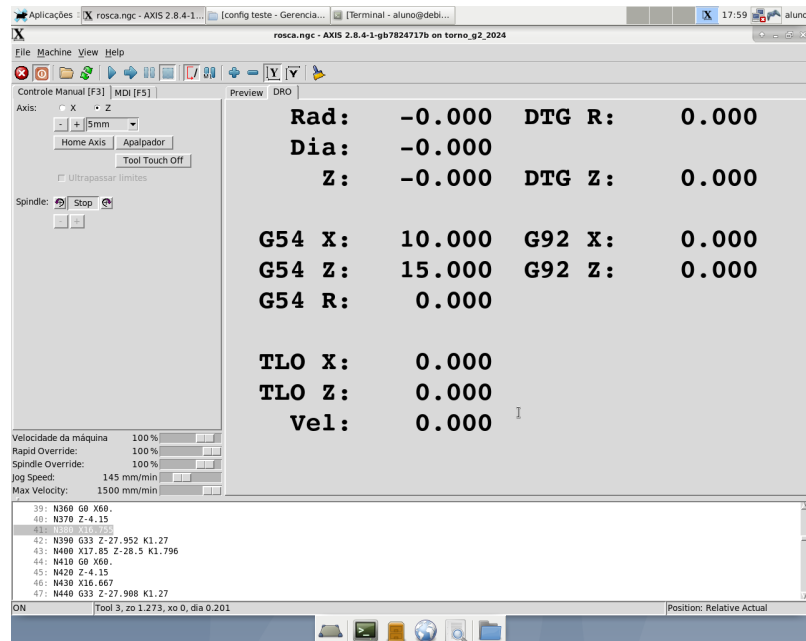 Aplicações rosca.ngc - AXIS 2.8.4-1... [config teste - Gerencia... [Terminal - aluno@debi... 17:59 aluno
rosca.ngc - AXIS 2.8.4-1-gb7824717b on torno_g2_2024
File Machine View Help
Controle Manual [F3] MDI [F5] Preview DRO
Axis: X Z
- + 5mm
Home Axis Apalpador
Tool Touch Off
Ultrapassar limites
Spindle: Stop
- +
Rad: -0.000 DTG R: 0.000
Dia: -0.000
Z: -0.000 DTG Z: 0.000
G54 X: 10.000 G92 X: 0.000
G54 Z: 15.000 G92 Z: 0.000
G54 R: 0.000
TLO X: 0.000
TLO Z: 0.000
Vel: 0.000
Velocidade da máquina 100 %
Rapid Override: 100 %
Spindle Override: 100 %
Jog Speed: 145 mm/min
Max Velocity: 1500 mm/min
39: N360 G0 X60.
40: N370 Z-4.15
41: N380 X16.755
42: N390 G33 Z-27.952 K1.27
43: N400 X17.85 Z-28.5 K1.796
44: N410 G0 X60.
45: N420 Z-4.15
46: N430 X16.667
47: N440 G33 Z-27.908 K1.27
ON Tool 3, zo 1.273, xo 0, dia 0.201 Position: Relative Actual